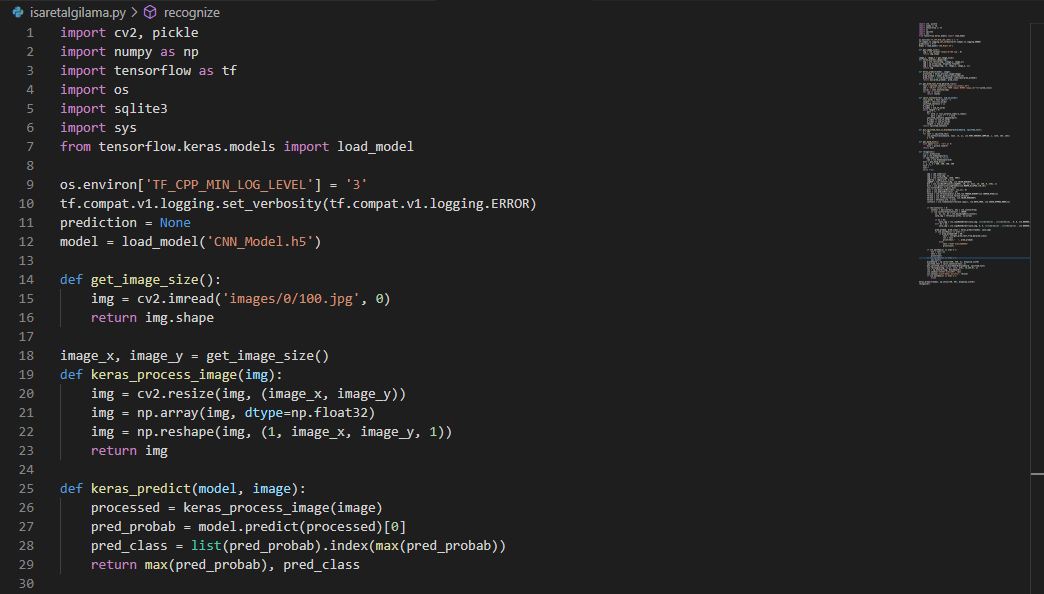 isaretalgilama.py > recognize
1 import cv2, pickle
2 import numpy as np
3 import tensorflow as tf
4 import os
5 import sqlite3
6 import sys
7 from tensorflow.keras.models import load_model
8
9 os.environ['TF_CPP_MIN_LOG_LEVEL'] = '3'
10 tf.compat.v1.logging.set_verbosity(tf.compat.v1.logging.ERROR)
11 prediction = None
12 model = load_model('CNN_Model.h5')
13
14 def get_image_size():
15     img = cv2.imread('images/0/100.jpg', 0)
16     return img.shape
17
18 image_x, image_y = get_image_size()
19 def keras_process_image(img):
20     img = cv2.resize(img, (image_x, image_y))
21     img = np.array(img, dtype=np.float32)
22     img = np.reshape(img, (1, image_x, image_y, 1))
23     return img
24
25 def keras_predict(model, image):
26     processed = keras_process_image(image)
27     pred_probab = model.predict(processed)[0]
28     pred_class = list(pred_probab).index(max(pred_probab))
29     return max(pred_probab), pred_class
30